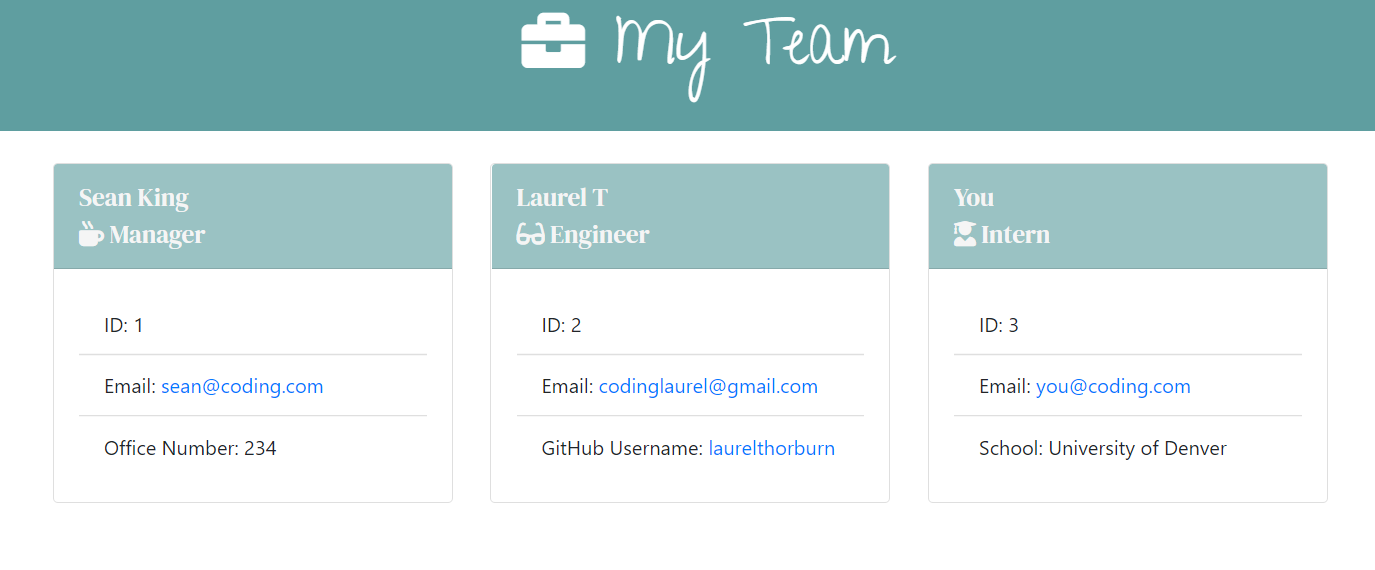 My Team
Sean King
Manager
ID: 1
Email: sean@coding.com
Office Number: 234
Laurel T
Engineer
ID: 2
Email: codinglaurel@gmail.com
GitHub Username: laurelthorburn
You
Intern
ID: 3
Email: you@coding.com
School: University of Denver